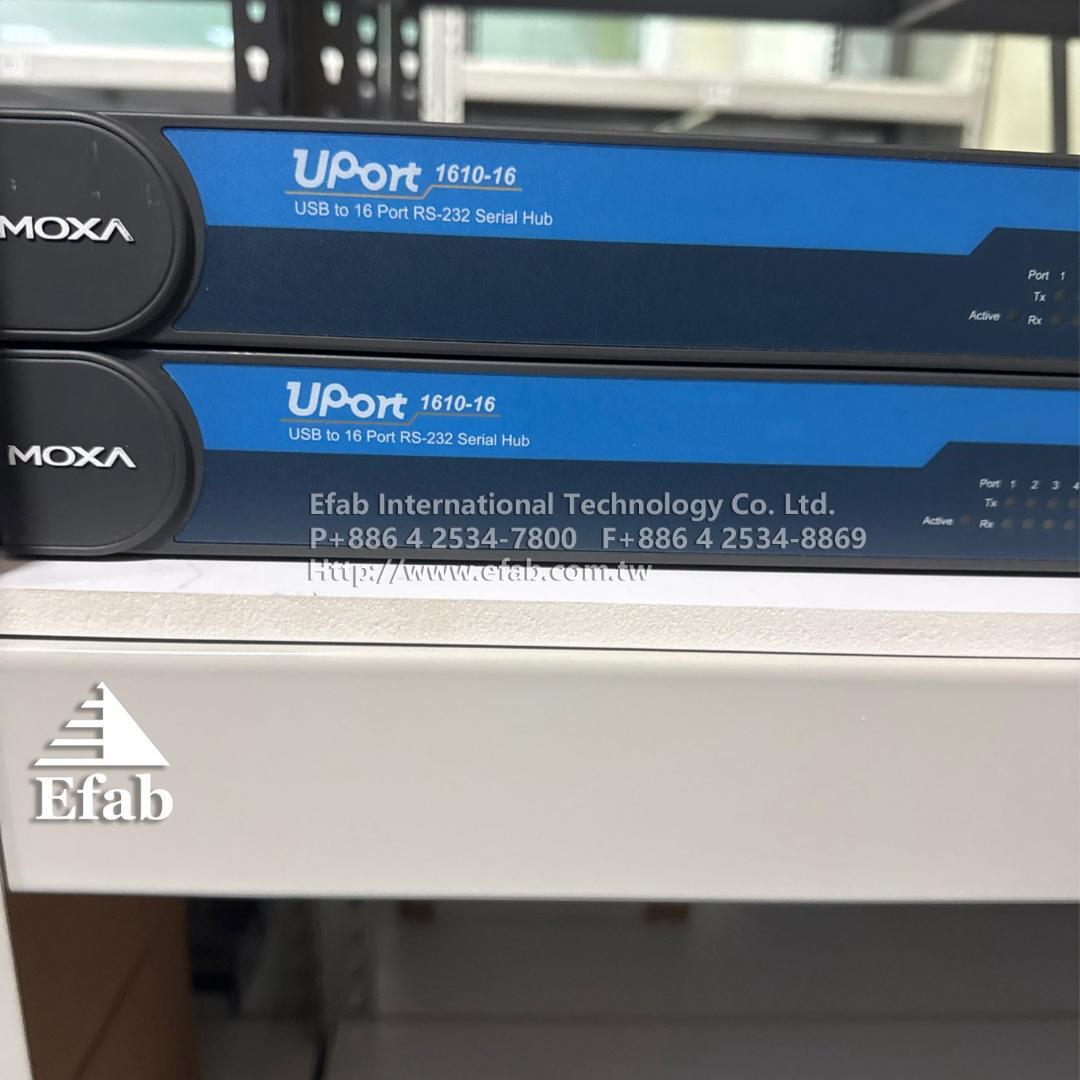 MOXA
UPort 1610-16
USB to 16 Port RS-232 Serial Hub
Port 1
Tx
Active Rx
MOXA
UPort 1610-16
USB to 16 Port RS-232 Serial Hub
Port 1 2 3 4
Tx
Active Rx
Efab International Technology Co. Ltd.
P+886 4 2534-7800 F+886 4 2534-8869
Http://www.efab.com.tw
Efab